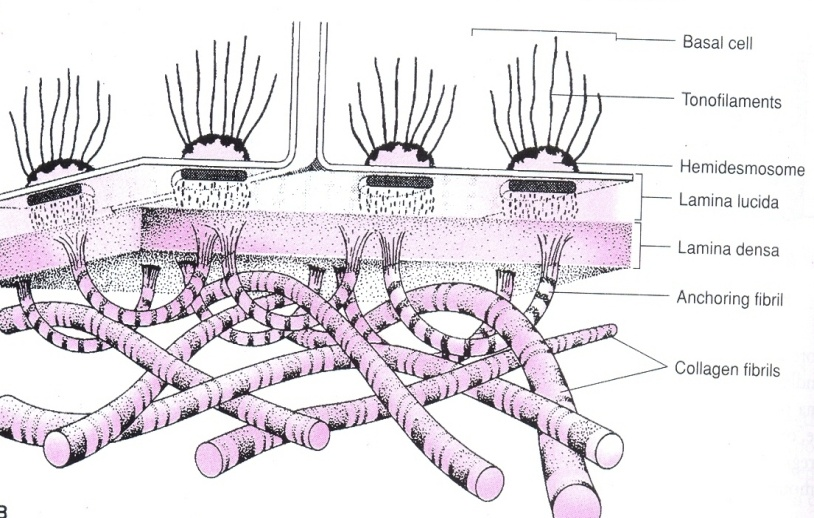 Basal cell
Tonofilaments
Hemidesmosome
Lamina lucida
Lamina densa
Anchoring fibril
Collagen fibrils
B